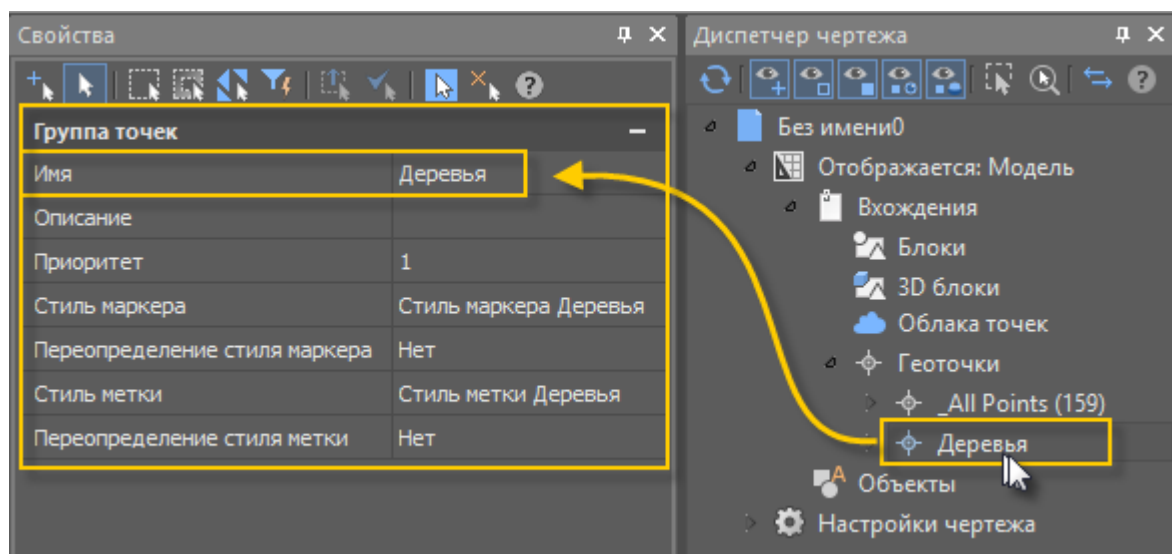 Свойства
Группа точек
Имя Деревья
Описание
Приоритет 1
Стиль маркера Стиль маркера Деревья
Переопределение стиля маркера Нет
Стиль метки Стиль метки Деревья
Переопределение стиля метки Нет
Диспетчер чертежа
Без имени0
Отображается: Модель
Вхождения
Блоки
3D блоки
Облака точек
Геоточки
_All Points (159)
Деревья
Объекты
Настройки чертежа